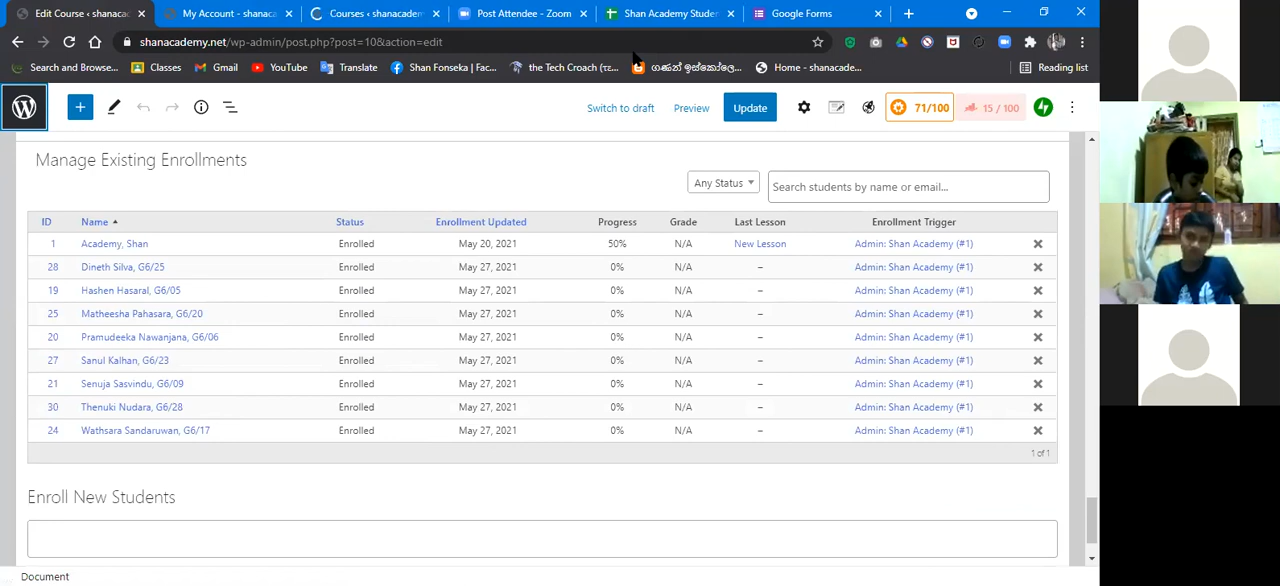 Edit Course ‹ shanac
My Account - shanaca
Courses ‹ shanacadem
Post Attendee - Zoom
Shan Academy Studen
Google Forms
shanacademy.net/wp-admin/post.php?post=10&action=edit
Search and Browse...
Classes
Gmail
YouTube
Translate
Shan Fonseka | Fac...
Home - shanacade...
Reading list
Switch to draft
Preview
Update
71/100
15 / 100
Manage Existing Enrollments
Any Status
Search students by name or email...
ID Name Status Enrollment Updated Progress Grade Last Lesson Enrollment Trigger
1 Academy, Shan Enrolled May 20, 2021 50% N/A New Lesson Admin: Shan Academy (#1)
28 Dineth Silva, G6/25 Enrolled May 27, 2021 0% N/A – Admin: Shan Academy (#1)
19 Hashen Hasaral, G6/05 Enrolled May 27, 2021 0% N/A – Admin: Shan Academy (#1)
25 Matheesha Pahasara, G6/20 Enrolled May 27, 2021 0% N/A – Admin: Shan Academy (#1)
20 Pramudeeka Nawanjana, G6/06 Enrolled May 27, 2021 0% N/A – Admin: Shan Academy (#1)
27 Sanul Kalhan, G6/23 Enrolled May 27, 2021 0% N/A – Admin: Shan Academy (#1)
21 Senuja Sasvindu, G6/09 Enrolled May 27, 2021 0% N/A – Admin: Shan Academy (#1)
30 Thenuki Nudara, G6/28 Enrolled May 27, 2021 0% N/A – Admin: Shan Academy (#1)
24 Wathsara Sandaruwan, G6/17 Enrolled May 27, 2021 0% N/A – Admin: Shan Academy (#1)
1 of 1
Enroll New Students
Document